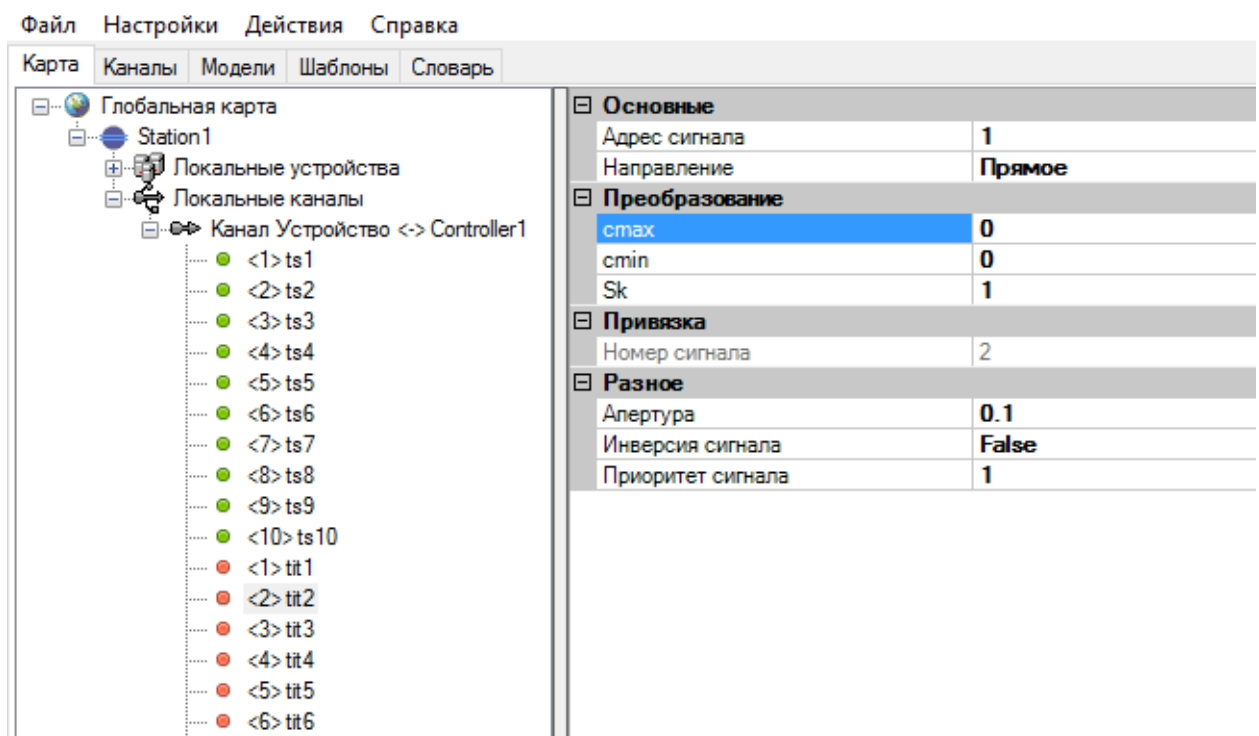 Файл Настройки Действия Справка
Карта Каналы Модели Шаблоны Словарь
Глобальная карта
Station1
Локальные устройства
Локальные каналы
Канал Устройство <-> Controller1
<1> ts1
<2> ts2
<3> ts3
<4> ts4
<5> ts5
<6> ts6
<7> ts7
<8> ts8
<9> ts9
<10> ts10
<1> tit1
<2> tit2
<3> tit3
<4> tit4
<5> tit5
<6> tit6
Основные
Адрес сигнала 1
Направление Прямое
Преобразование
cmax 0
cmin 0
Sk 1
Привязка
Номер сигнала 2
Разное
Апертура 0.1
Инверсия сигнала False
Приоритет сигнала 1